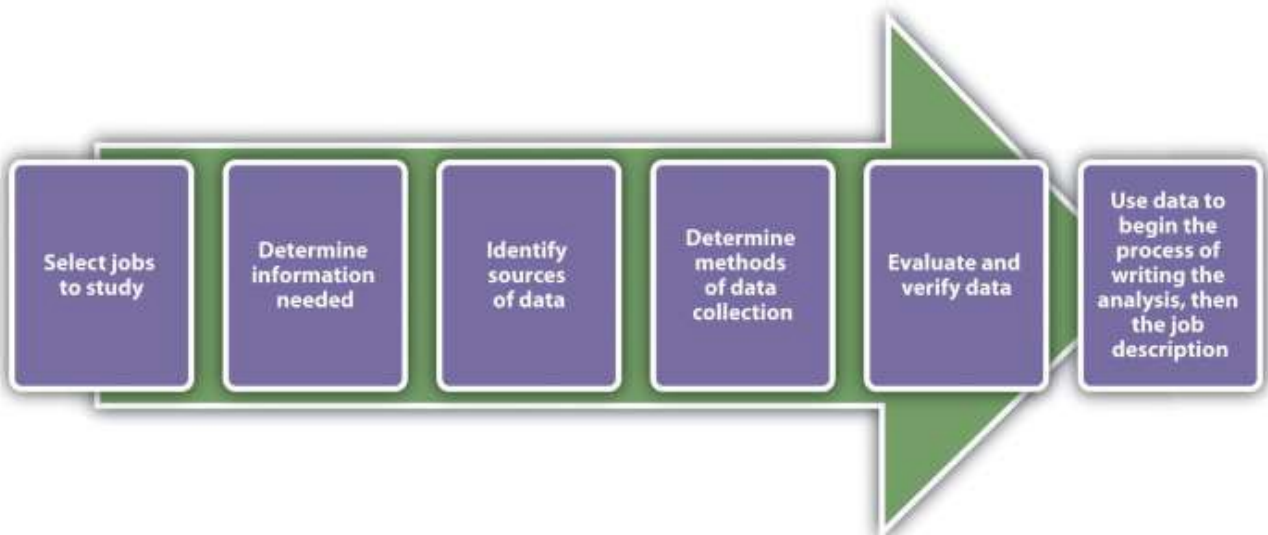 Select jobs
to study
Determine
information
needed
Identify
sources
of data
Determine
methods
of data
collection
Evaluate and
verify data
Use data to
begin the
process of
writing the
analysis, then
the job
description